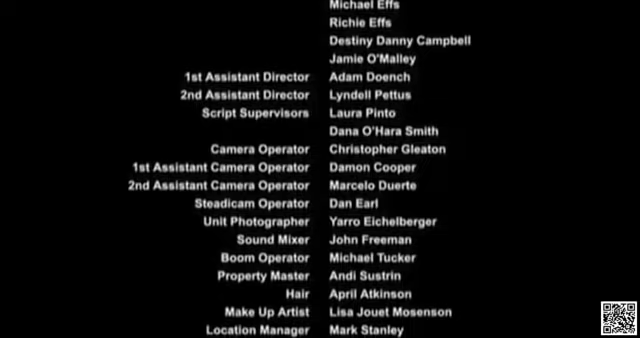 Michael Effs
Richie Effs
Destiny Danny Campbell
Jamie O'Malley
1st Assistant Director Adam Doench
2nd Assistant Director Lyndell Pettus
Script Supervisors Laura Pinto
Dana O'Hara Smith
Camera Operator Christopher Gleaton
1st Assistant Camera Operator Damon Cooper
2nd Assistant Camera Operator Marcelo Duerte
Steadicam Operator Dan Earl
Unit Photographer Yarro Eichelberger
Sound Mixer John Freeman
Boom Operator Michael Tucker
Property Master Andi Sustrin
Hair April Atkinson
Make Up Artist Lisa Jouet Mosenson
Location Manager Mark Stanley